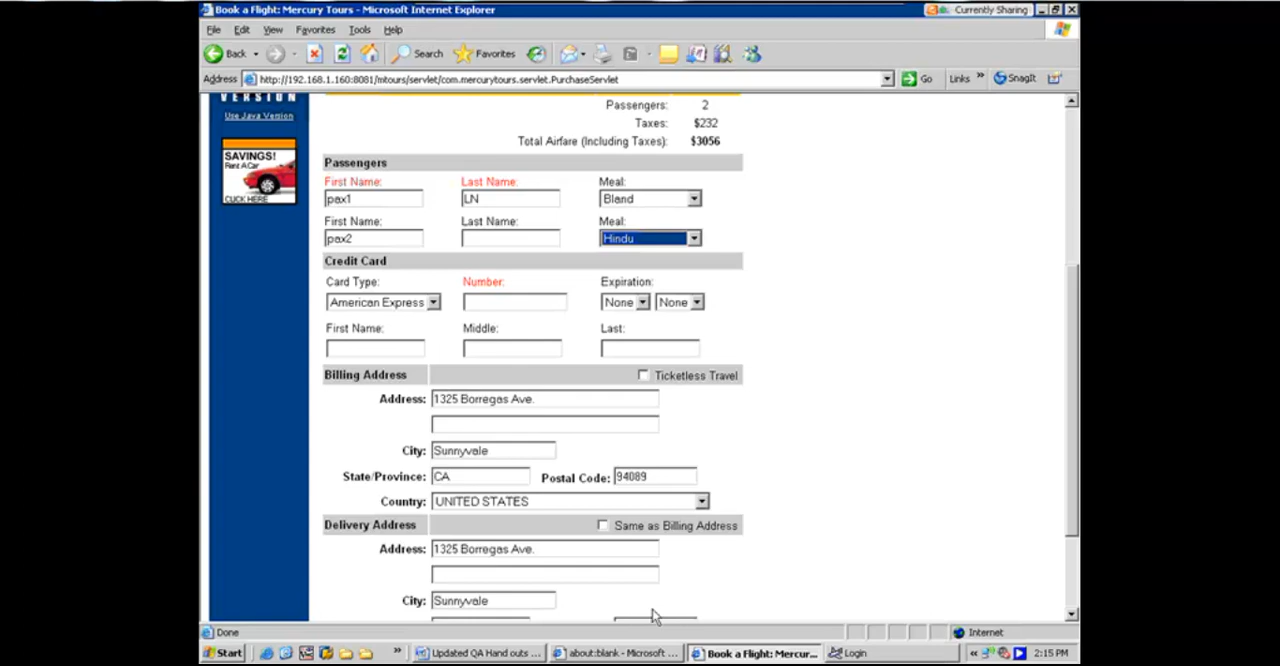 Book a Flight: Mercury Tours - Microsoft Internet Explorer
Currently Sharing
File Edit View Favorites Tools Help
Back Search Favorites
Address http://192.168.1.160:8081/mtours/servlet/com.mercurytours.servlet.PurchaseServlet Go Links » SnagIt
VERSION
Use Java Version
SAVINGS!
Rent A Car
CLICK HERE
Passengers: 2
Taxes: $232
Total Airfare (Including Taxes): $3056
Passengers
First Name: Last Name: Meal:
pax1 LN Bland
First Name: Last Name: Meal:
pax2 Hindu
Credit Card
Card Type: Number: Expiration:
American Express None None
First Name: Middle: Last:
Billing Address Ticketless Travel
Address: 1325 Borregas Ave.
City: Sunnyvale
State/Province: CA Postal Code: 94089
Country: UNITED STATES
Delivery Address Same as Billing Address
Address: 1325 Borregas Ave.
City: Sunnyvale
Done Internet
Start » Updated QA Hand outs ... about:blank - Microsoft ... Book a Flight: Mercur... Login « 2:15 PM